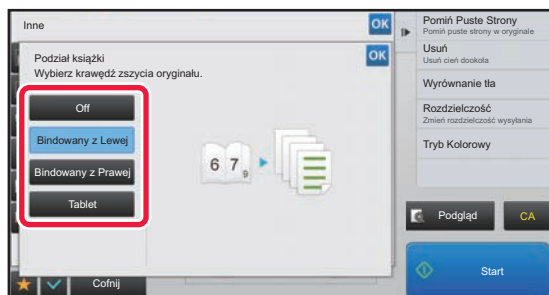 Inne
OK
Podział książki
Wybierz krawędź zszycia oryginału.
OK
Off
Bindowany z Lewej
Bindowany z Prawej
Tablet
6 7 9
Cofnij
Pomiń Puste Strony
Pomiń puste strony w oryginale
Usuń
Usuń cień dookoła
Wyrównanie tła
Rozdzielczość
Zmień rozdzielczość wysyłania
Tryb Kolorowy
Podgląd
CA
Start